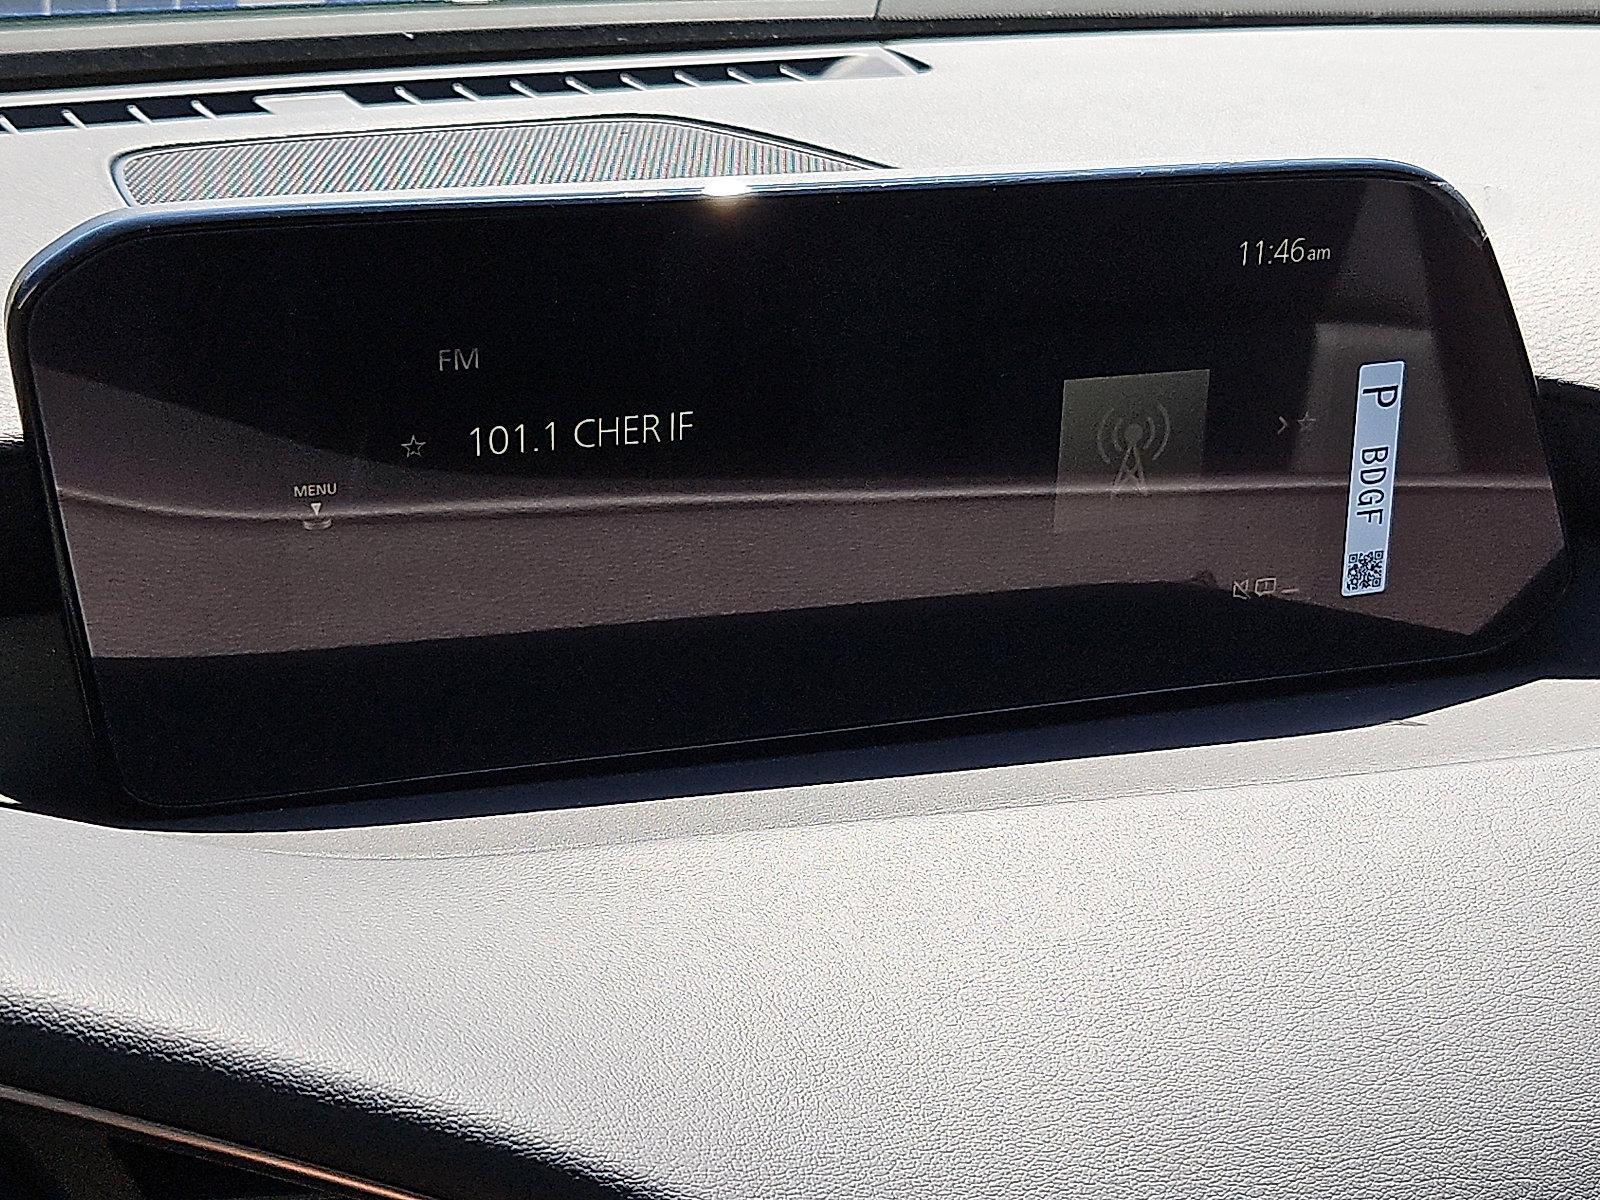 11:46am
FM
101.1 CHER IF
MENU
P BDGF